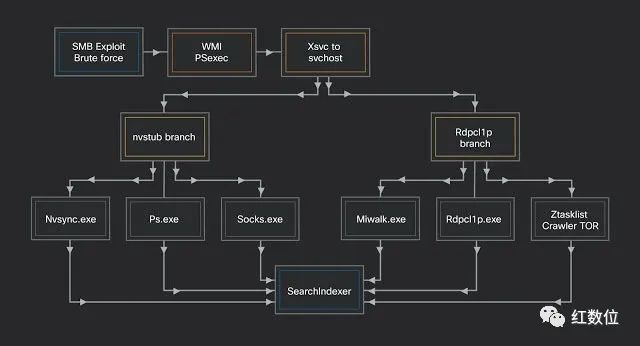 SMB Exploit
Brute force
WMI
PSexec
Xsvc to
svchost
nvstub branch
Rdpcl1p
branch
Nvsync.exe
Ps.exe
Socks.exe
Miwalk.exe
Rdpcl1p.exe
Ztasklist
Crawler TOR
SearchIndexer
红数位